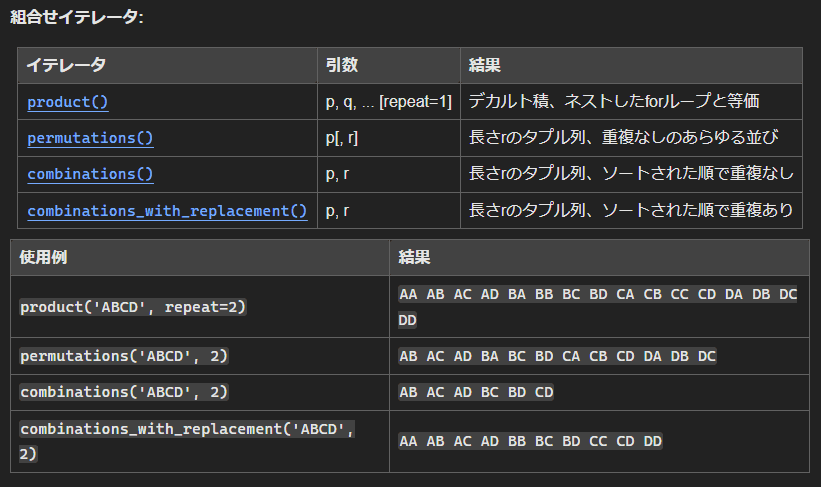 組合せイテレータ:
イテレータ 引数 結果
product() p, q, ... [repeat=1] デカルト積、ネストしたforループと等価
permutations() p[, r] 長さrのタプル列、重複なしのあらゆる並び
combinations() p, r 長さrのタプル列、ソートされた順で重複なし
combinations_with_replacement() p, r 長さrのタプル列、ソートされた順で重複あり
使用例 結果
product('ABCD', repeat=2) AA AB AC AD BA BB BC BD CA CB CC CD DA DB DC
DD
permutations('ABCD', 2) AB AC AD BA BC BD CA CB CD DA DB DC
combinations('ABCD', 2) AB AC AD BC BD CD
combinations_with_replacement('ABCD',
2) AA AB AC AD BB BC BD CC CD DD